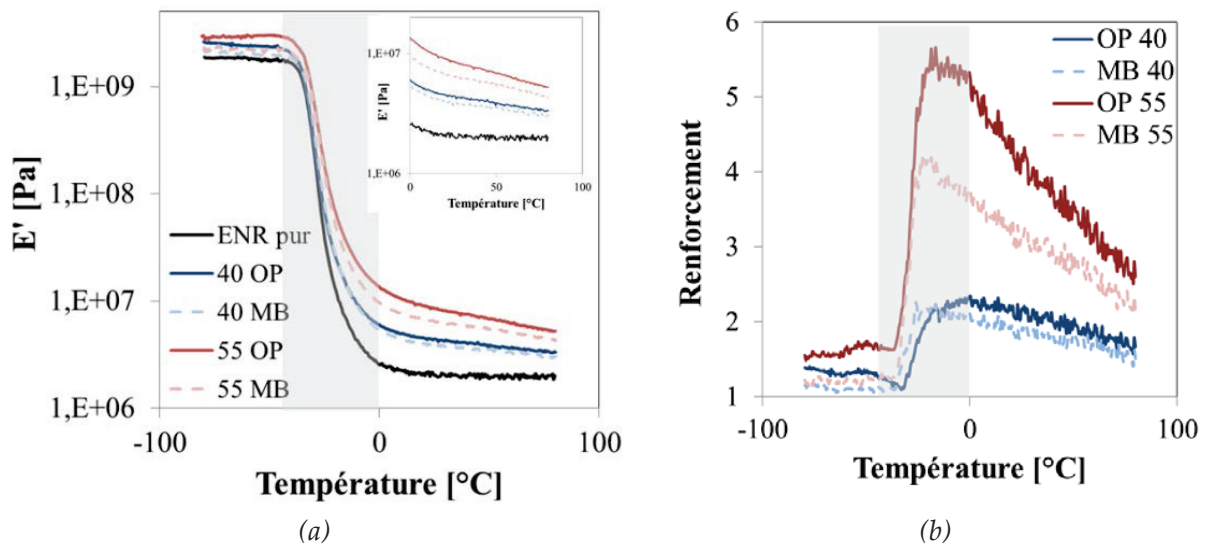 E' [Pa]
1,E+09
1,E+08
1,E+07
1,E+06
-100
0
100
Température [°C]
ENR pur
40 OP
40 MB
55 OP
55 MB
E' [Pa]
1,E+07
1,E+06
0
50
100
Température [°C]
(a)
Renforcement
6
5
4
3
2
1
-100
0
100
Température [°C]
OP 40
MB 40
OP 55
MB 55
(b)